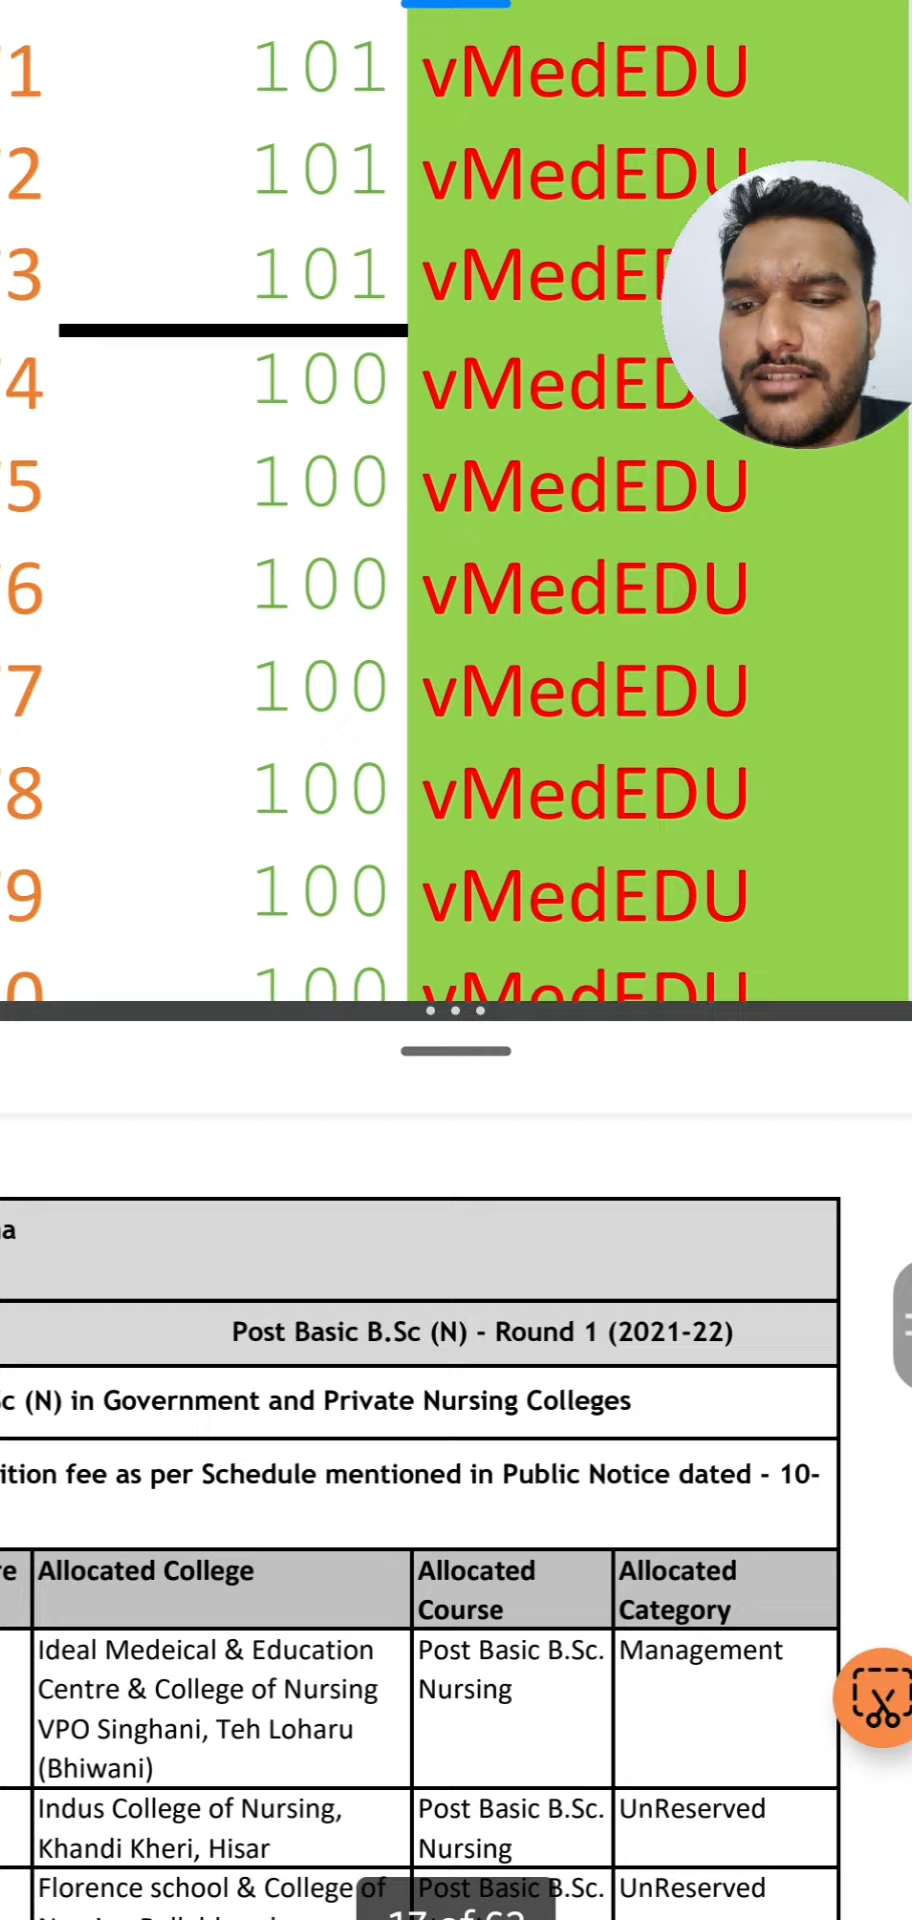 1 101 vMedEDU
2 101 vMedEDU
3 101 vMedE
4 100 vMedED
5 100 vMedEDU
6 100 vMedEDU
7 100 vMedEDU
8 100 vMedEDU
9 100 vMedEDU
0 100 vMedEDU
a
Post Basic B.Sc (N) - Round 1 (2021-22)
c (N) in Government and Private Nursing Colleges
ition fee as per Schedule mentioned in Public Notice dated - 10-
e Allocated College Allocated Allocated
Course Category
Ideal Medeical & Education Post Basic B.Sc. Management
Centre & College of Nursing Nursing
VPO Singhani, Teh Loharu
(Bhiwani)
Indus College of Nursing, Post Basic B.Sc. UnReserved
Khandi Kheri, Hisar Nursing
Florence school & College of Post Basic B.Sc. UnReserved